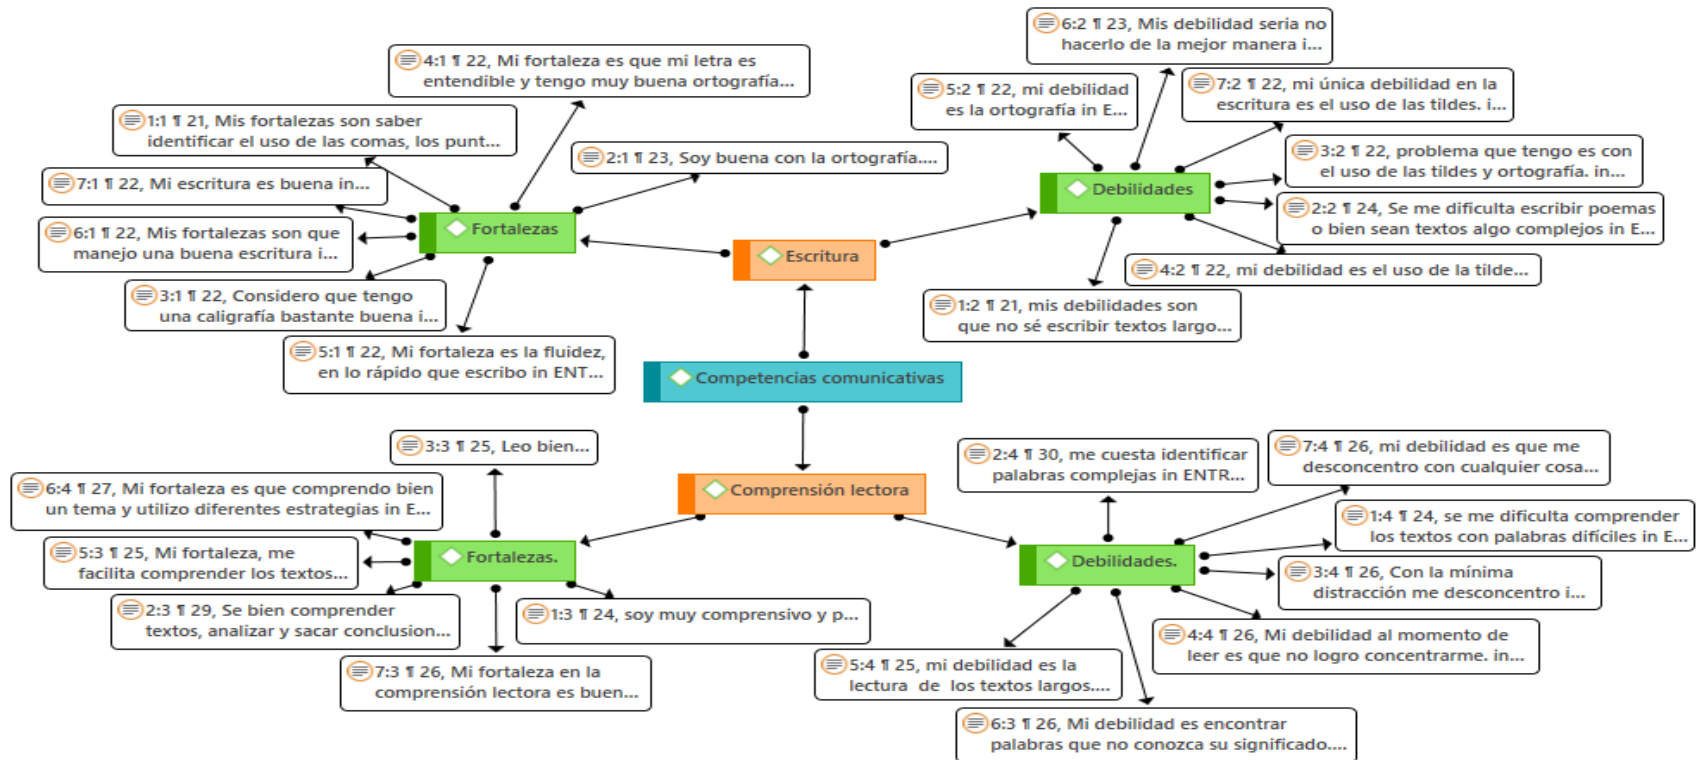 6:2 ¶ 23, Mis debilidad seria no
hacerlo de la mejor manera i...
4:1 ¶ 22, Mi fortaleza es que mi letra es
entendible y tengo muy buena ortografía...
5:2 ¶ 22, mi debilidad
es la ortografía in E...
7:2 ¶ 22, mi única debilidad en la
escritura es el uso de las tildes. i...
1:1 ¶ 21, Mis fortalezas son saber
identificar el uso de las comas, los punt...
2:1 ¶ 23, Soy buena con la ortografía....
3:2 ¶ 22, problema que tengo es con
el uso de las tildes y ortografía. in...
7:1 ¶ 22, Mi escritura es buena in...
Debilidades
2:2 ¶ 24, Se me dificulta escribir poemas
o bien sean textos algo complejos in E...
6:1 ¶ 22, Mis fortalezas son que
manejo una buena escritura i...
Fortalezas
Escritura
4:2 ¶ 22, mi debilidad es el uso de la tilde...
3:1 ¶ 22, Considero que tengo
una caligrafía bastante buena i...
1:2 ¶ 21, mis debilidades son
que no sé escribir textos largo...
5:1 ¶ 22, Mi fortaleza es la fluidez,
en lo rápido que escribo in ENT...
Competencias comunicativas
3:3 ¶ 25, Leo bien...
2:4 ¶ 30, me cuesta identificar
palabras complejas in ENTR...
7:4 ¶ 26, mi debilidad es que me
desconcentro con cualquier cosa...
6:4 ¶ 27, Mi fortaleza es que comprendo bien
un tema y utilizo diferentes estrategias in E...
Comprensión lectora
1:4 ¶ 24, se me dificulta comprender
los textos con palabras difíciles in E...
5:3 ¶ 25, Mi fortaleza, me
facilita comprender los textos...
Fortalezas.
Debilidades.
3:4 ¶ 26, Con la mínima
distracción me desconcentro i...
2:3 ¶ 29, Se bien comprender
textos, analizar y sacar conclusion...
1:3 ¶ 24, soy muy comprensivo y p...
4:4 ¶ 26, Mi debilidad al momento de
leer es que no logro concentrarme. in...
7:3 ¶ 26, Mi fortaleza en la
comprensión lectora es buen...
5:4 ¶ 25, mi debilidad es la
lectura de los textos largos....
6:3 ¶ 26, Mi debilidad es encontrar
palabras que no conozca su significado....